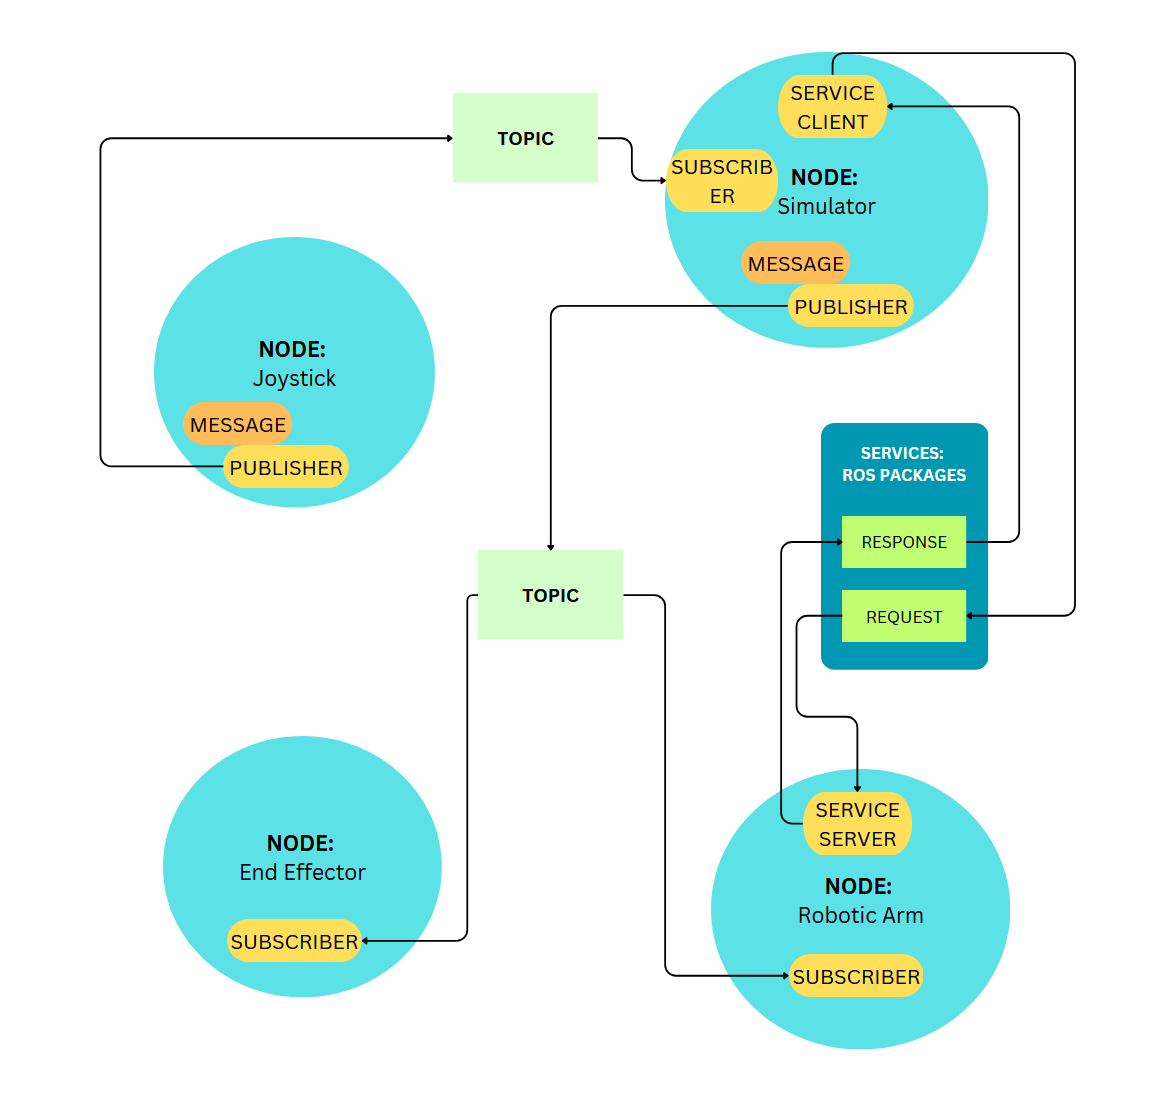 SERVICE
CLIENT
TOPIC
SUBSCRIB
ER
NODE:
Simulator
MESSAGE
PUBLISHER
NODE:
Joystick
MESSAGE
PUBLISHER
SERVICES:
ROS PACKAGES
RESPONSE
REQUEST
TOPIC
NODE:
End Effector
SUBSCRIBER
SERVICE
SERVER
NODE:
Robotic Arm
SUBSCRIBER